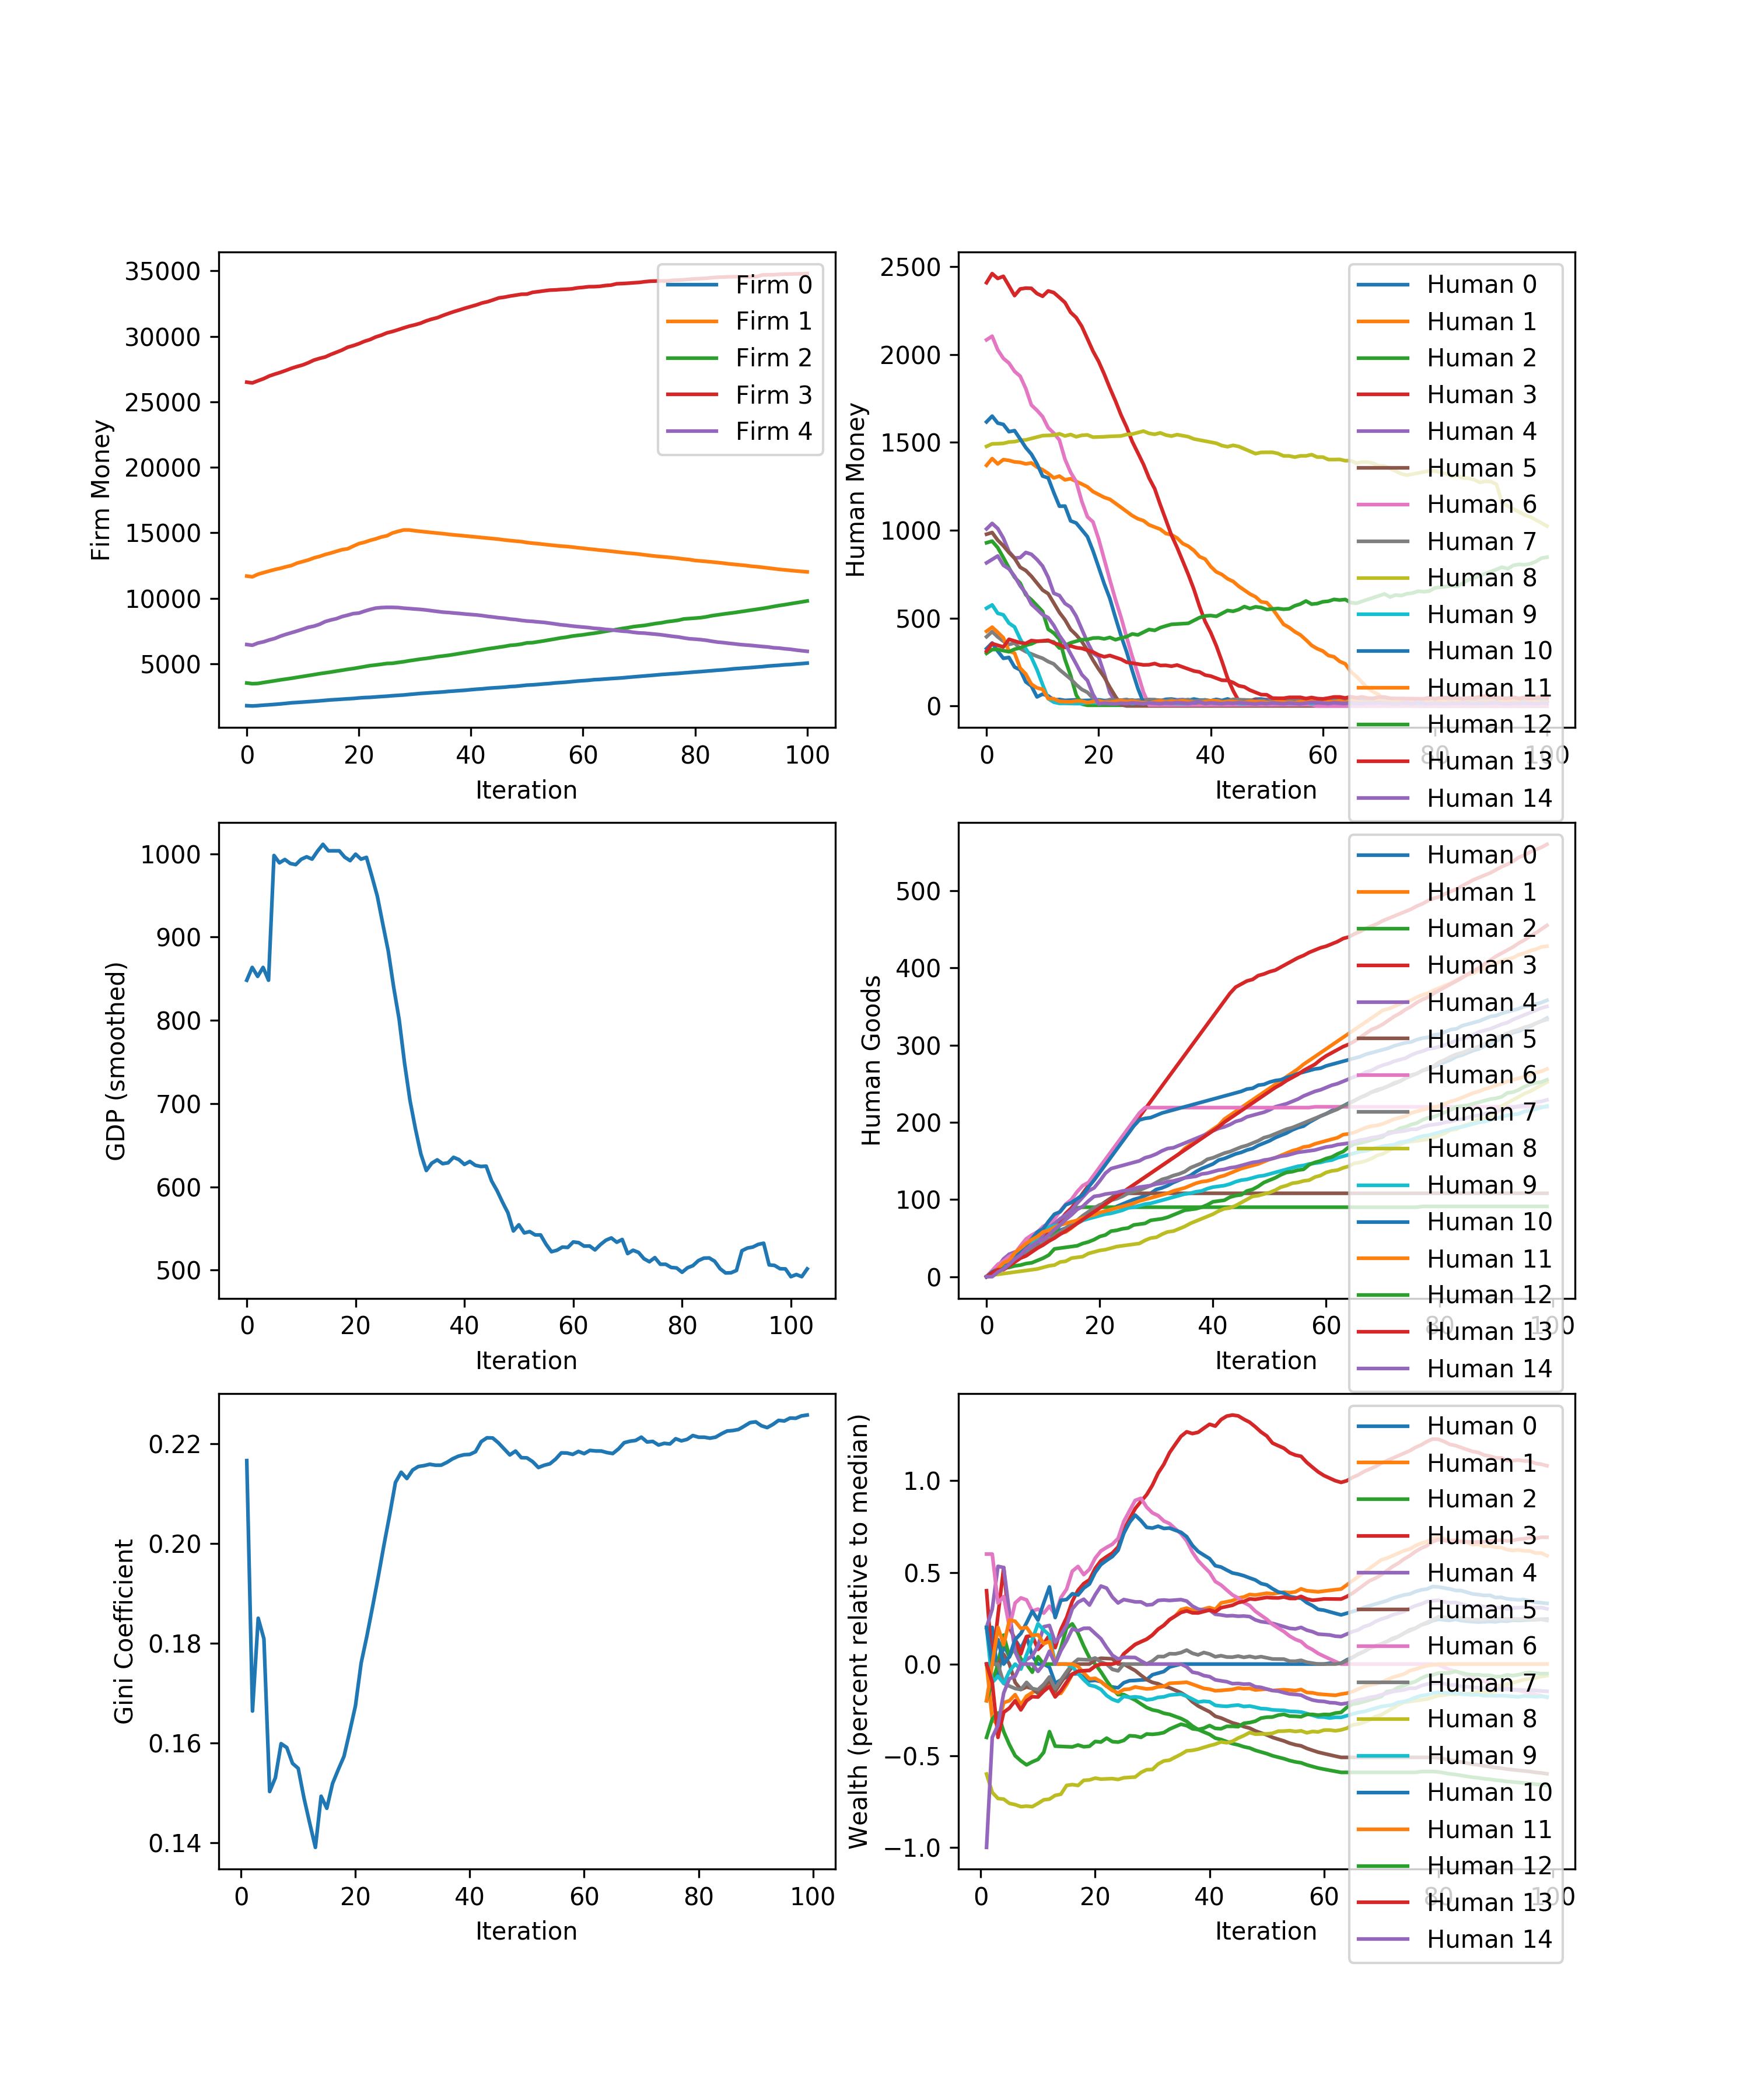 35000
30000
25000
20000
15000
10000
5000
Firm Money
0 20 40 60 80 100
Iteration
Firm 0
Firm 1
Firm 2
Firm 3
Firm 4
2500
2000
1500
1000
500
0
Human Money
0 20 40 60 80 100
Iteration
Human 0
Human 1
Human 2
Human 3
Human 4
Human 5
Human 6
Human 7
Human 8
Human 9
Human 10
Human 11
Human 12
Human 13
Human 14
1000
900
800
700
600
500
GDP (smoothed)
0 20 40 60 80 100
Iteration
500
400
300
200
100
0
Human Goods
0 20 40 60 80 100
Iteration
Human 0
Human 1
Human 2
Human 3
Human 4
Human 5
Human 6
Human 7
Human 8
Human 9
Human 10
Human 11
Human 12
Human 13
Human 14
0.22
0.20
0.18
0.16
0.14
Gini Coefficient
0 20 40 60 80 100
Iteration
1.0
0.5
0.0
−0.5
−1.0
Wealth (percent relative to median)
0 20 40 60 80 100
Iteration
Human 0
Human 1
Human 2
Human 3
Human 4
Human 5
Human 6
Human 7
Human 8
Human 9
Human 10
Human 11
Human 12
Human 13
Human 14